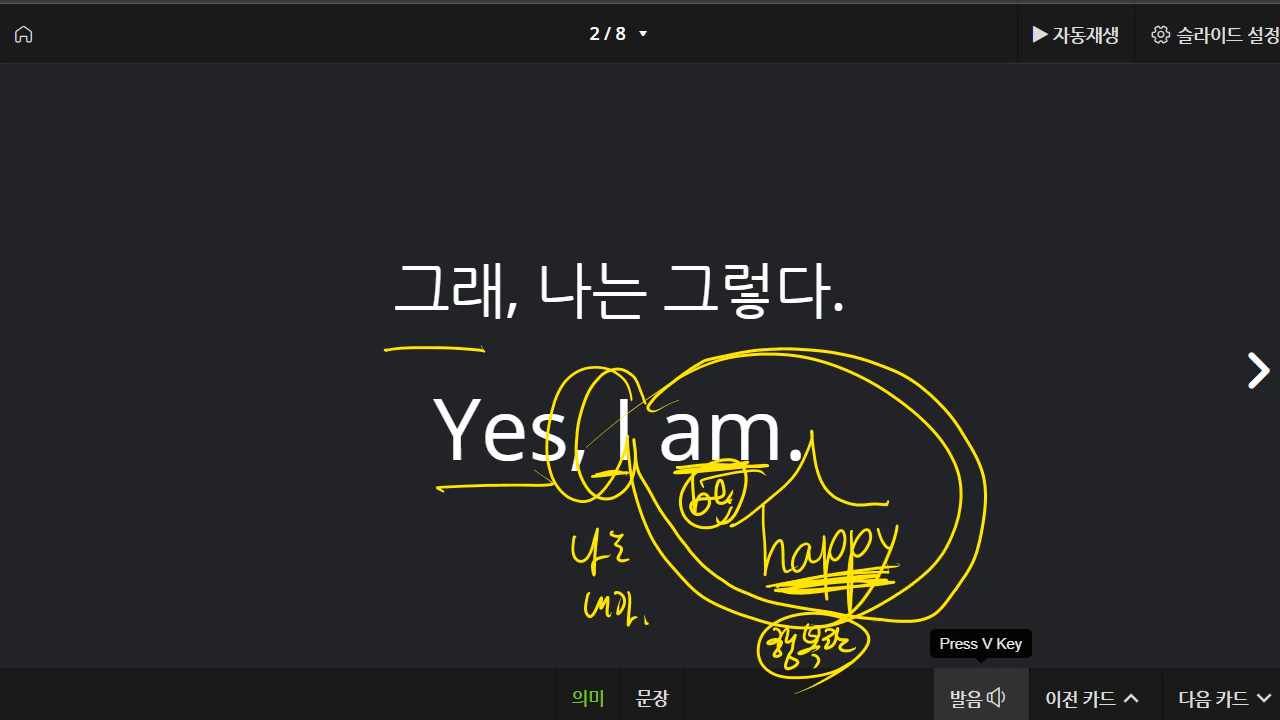 2 / 8
자동재생
슬라이드 설정
그래, 나는 그렇다.
Yes, I am.
be
happy
나는
내가.
행복한
Press V Key
의미
문장
발음
이전 카드
다음 카드